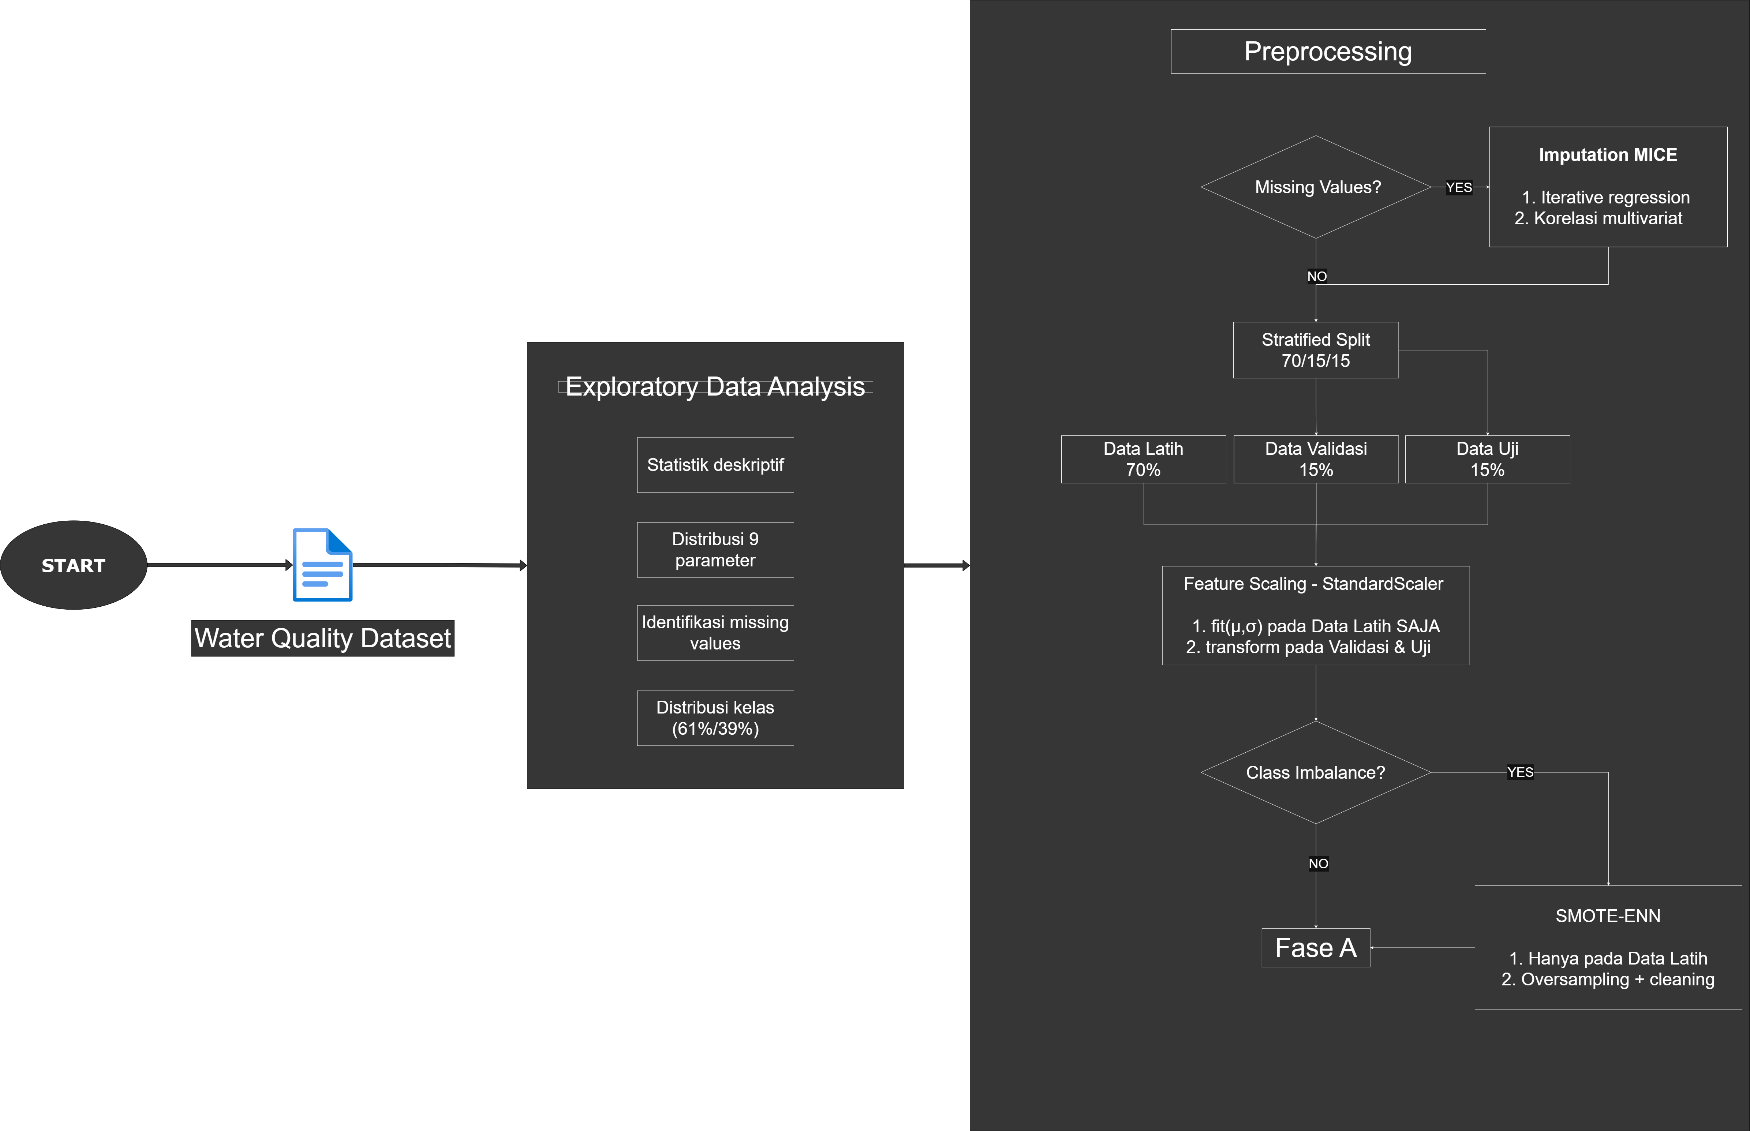 START
Water Quality Dataset
Exploratory Data Analysis
Statistik deskriptif
Distribusi 9
parameter
Identifikasi missing
values
Distribusi kelas
(61%/39%)
Preprocessing
Missing Values?
YES
Imputation MICE
1. Iterative regression
2. Korelasi multivariat
NO
Stratified Split
70/15/15
Data Latih
70%
Data Validasi
15%
Data Uji
15%
Feature Scaling - StandardScaler
1. fit(μ,σ) pada Data Latih SAJA
2. transform pada Validasi & Uji
Class Imbalance?
YES
NO
SMOTE-ENN
1. Hanya pada Data Latih
2. Oversampling + cleaning
Fase A